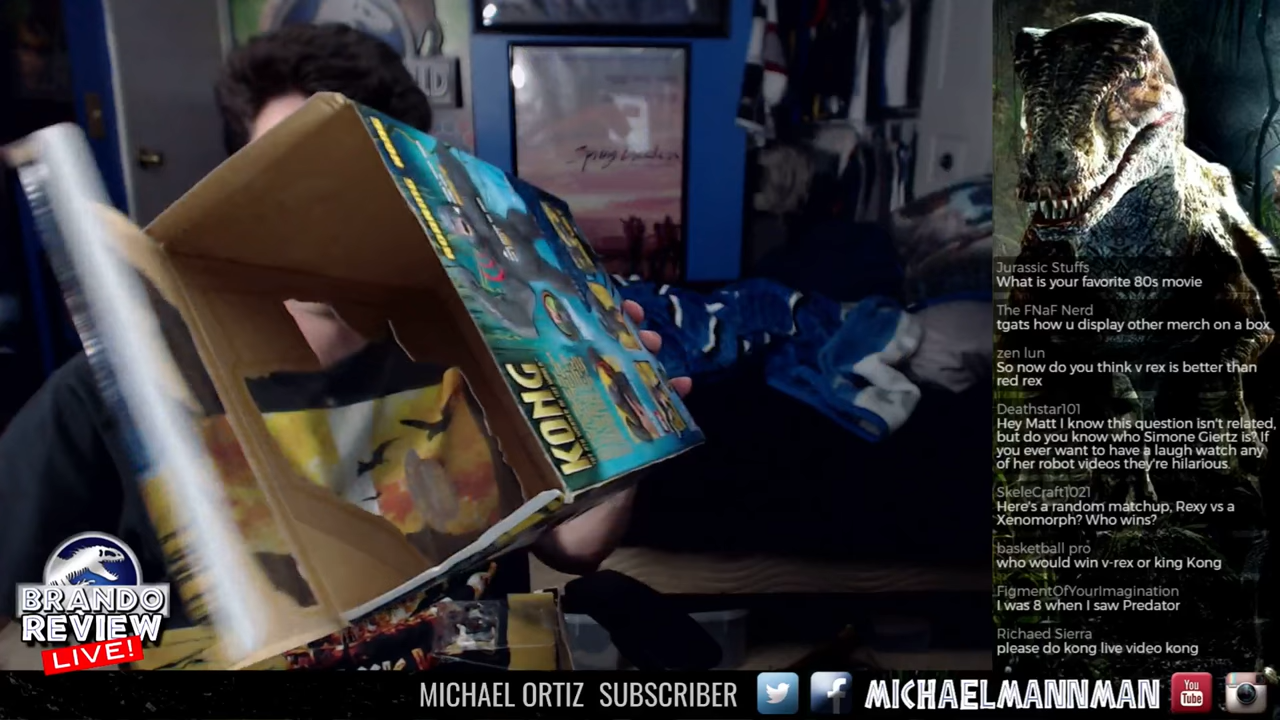 Spring Breakers
KONG
Jurassic Stuffs
What is your favorite 80s movie
The FNaF Nerd
tgats how u display other merch on a box
zen lun
So now do you think v rex is better than
red rex
Deathstar101
Hey Matt I know this question isn't related,
but do you know who Simone Giertz is? If
you ever want to have a laugh watch any
of her robot videos they're hilarious.
SkeleCraft1021
Here's a random matchup, Rexy vs a
Xenomorph? Who wins?
basketball pro
who would win v-rex or king Kong
FigmentOfYourImagination
I was 8 when I saw Predator
Richaed Sierra
please do kong live video kong
BRANDO
REVIEW
LIVE!
MICHAEL ORTIZ SUBSCRIBER
MICHAELMANNMAN
You
Tube